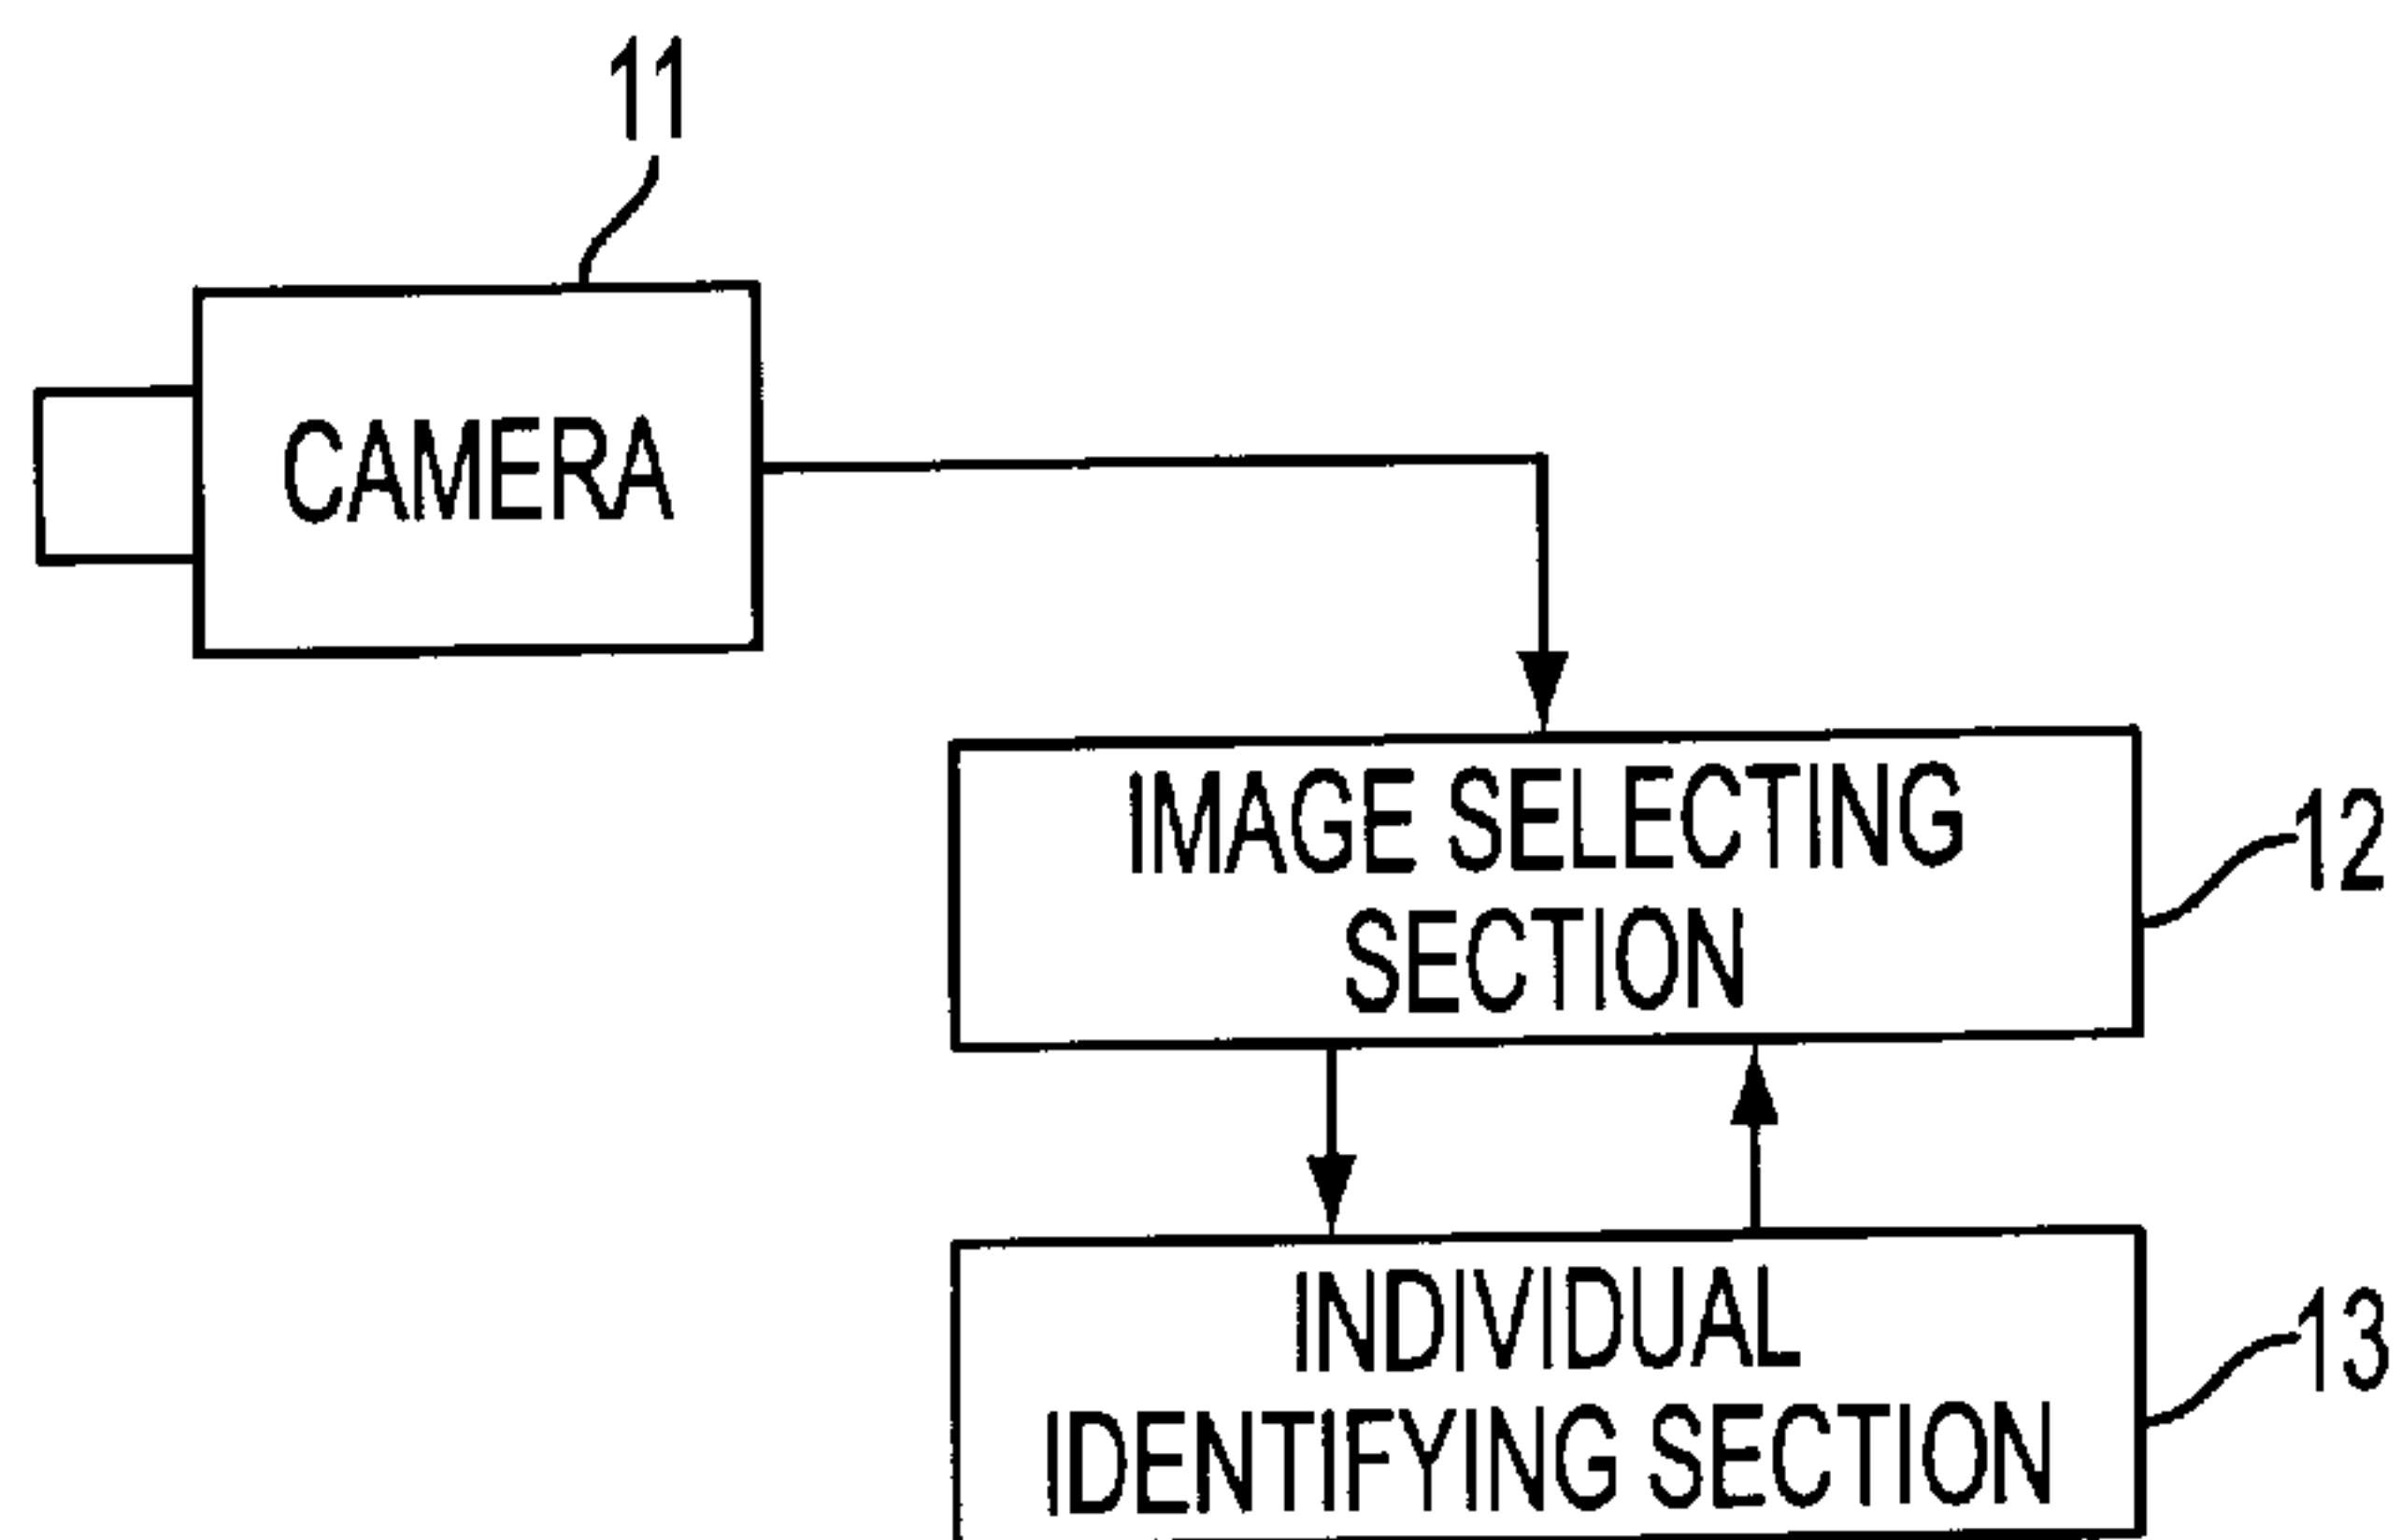 11
CAMERA
IMAGE SELECTING
SECTION
12
INDIVIDUAL
IDENTIFYING SECTION
13